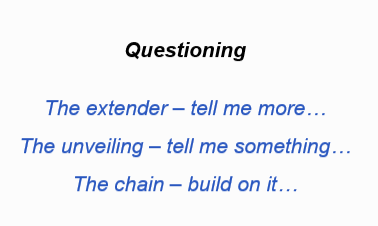 Questioning
The extender – tell me more…
The unveiling – tell me something…
The chain – build on it…